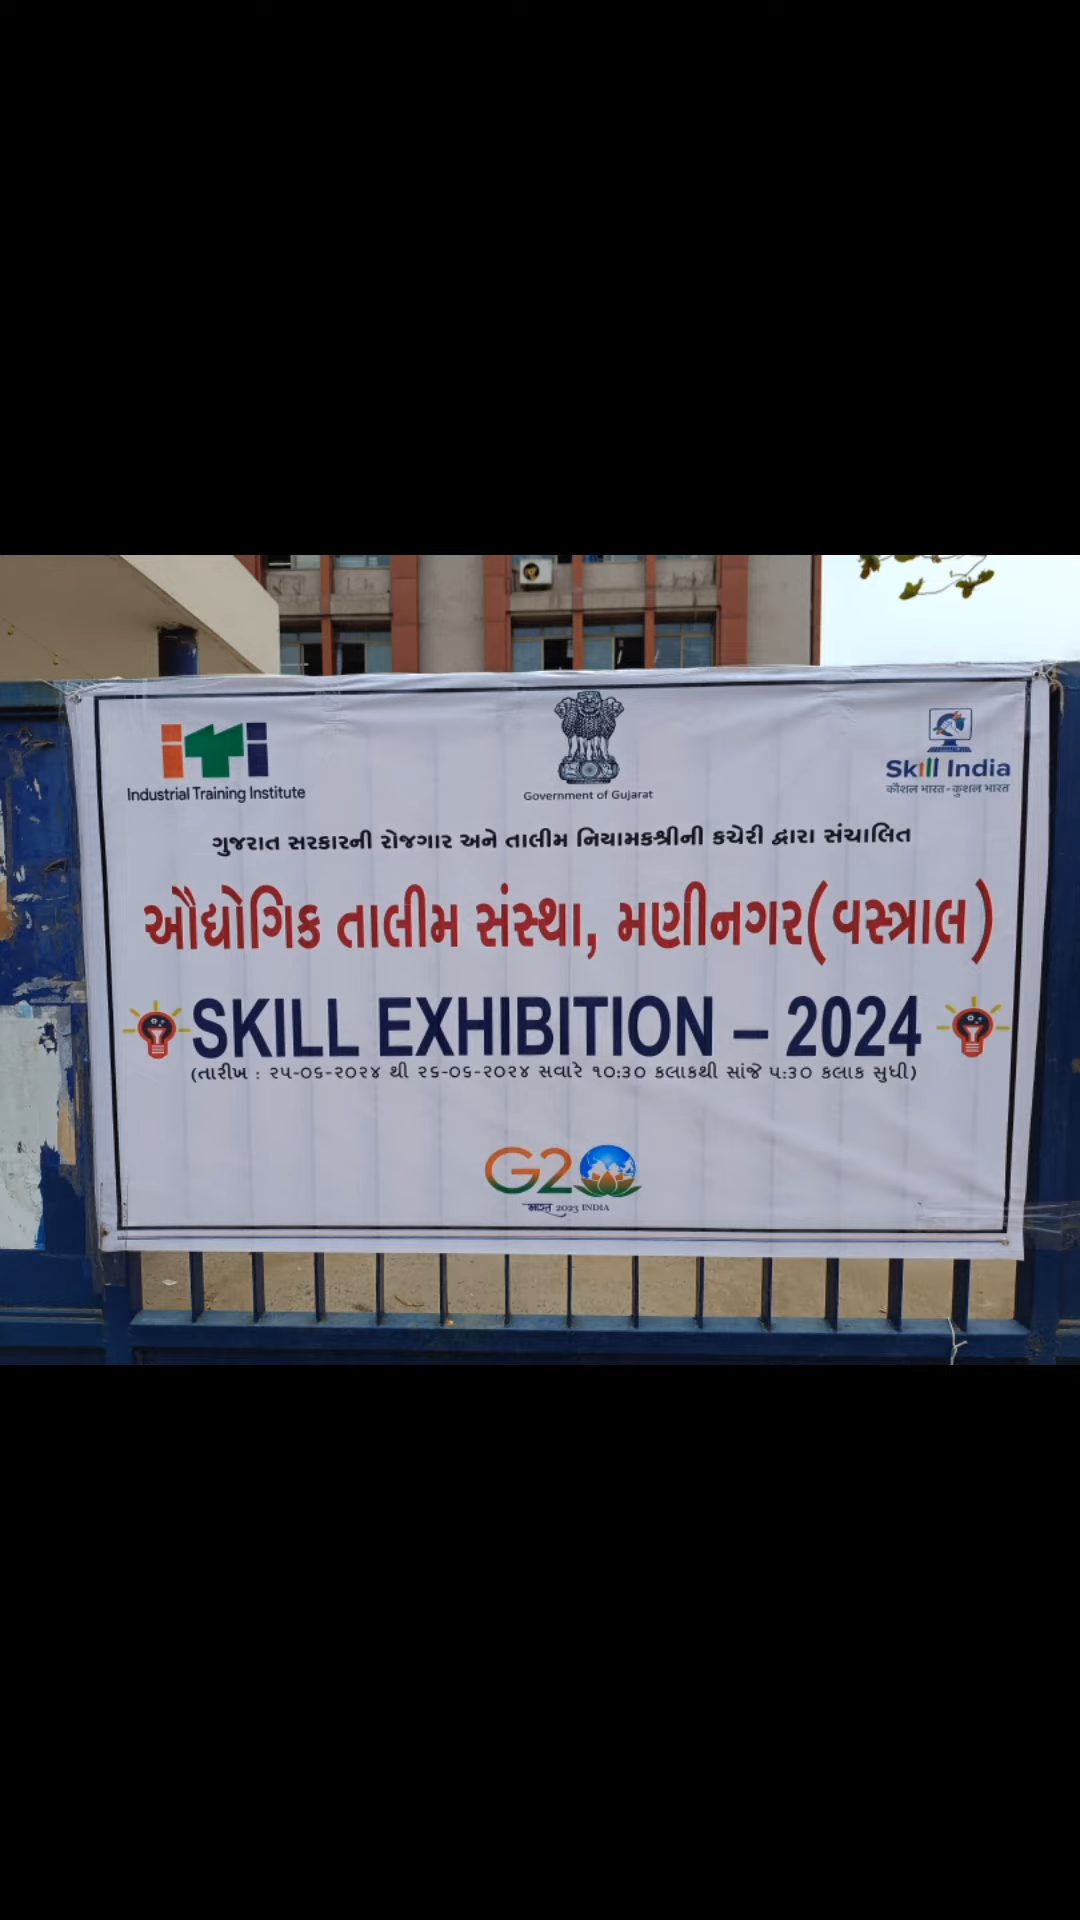 iTi
Industrial Training Institute
Government of Gujarat
Skill India
कौशल भारत - कुशल भारत
ગુજરાત સરકારની રોજગાર અને તાલીમ નિયામકશ્રીની કચેરી દ્વારા સંચાલિત
ઔદ્યોગિક તાલીમ સંસ્થા, મણીનગર(વસ્ત્રાલ)
SKILL EXHIBITION – 2024
(તારીખ : ૨૫-૦૬-૨૦૨૪ થી ૨૬-૦૬-૨૦૨૪ સવારે ૧૦:૩૦ કલાકથી સાંજે ૫:૩૦ કલાક સુધી)
G20
भारत 2023 INDIA